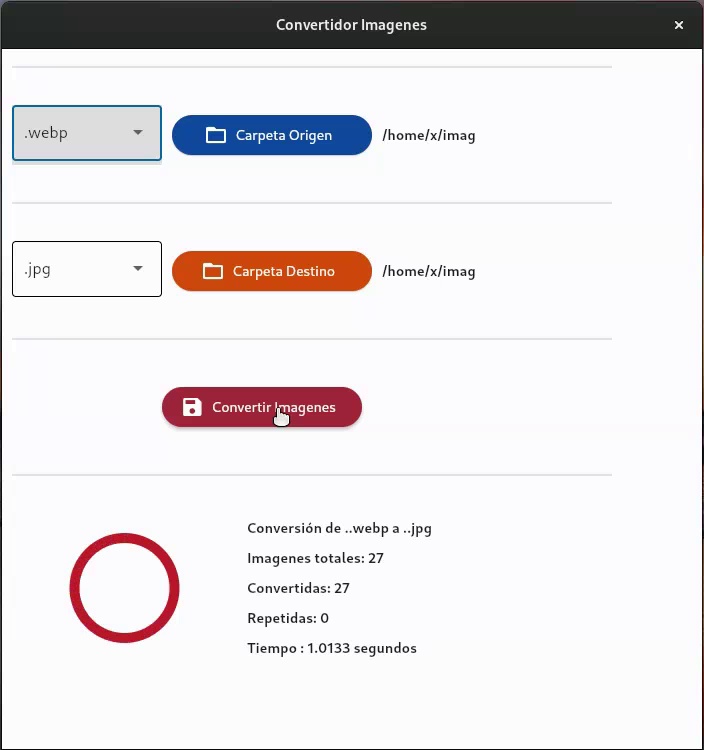 Convertidor Imagenes
.webp
Carpeta Origen
/home/x/imag
.jpg
Carpeta Destino
/home/x/imag
Convertir Imagenes
Conversión de ..webp a ..jpg
Imagenes totales: 27
Convertidas: 27
Repetidas: 0
Tiempo : 1.0133 segundos